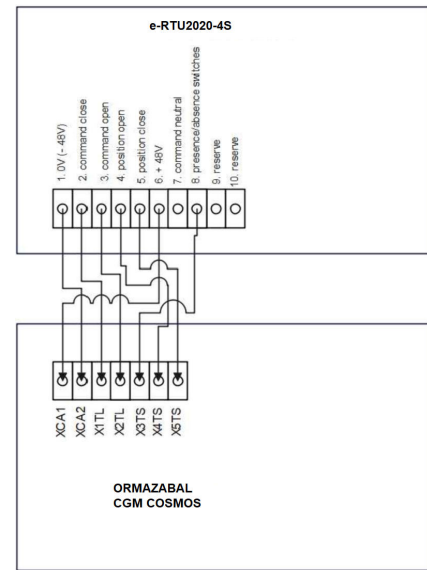 e-RTU2020-4S
1. 0V (- 48V)
2. command close
3. command open
4. position open
5. position close
6. + 48V
7. command neutral
8. presence/absence switches
9. reserve
10. reserve
XCA1
XCA2
X1TL
X2TL
X3TS
X4TS
X5TS
ORMAZABAL
CGM COSMOS